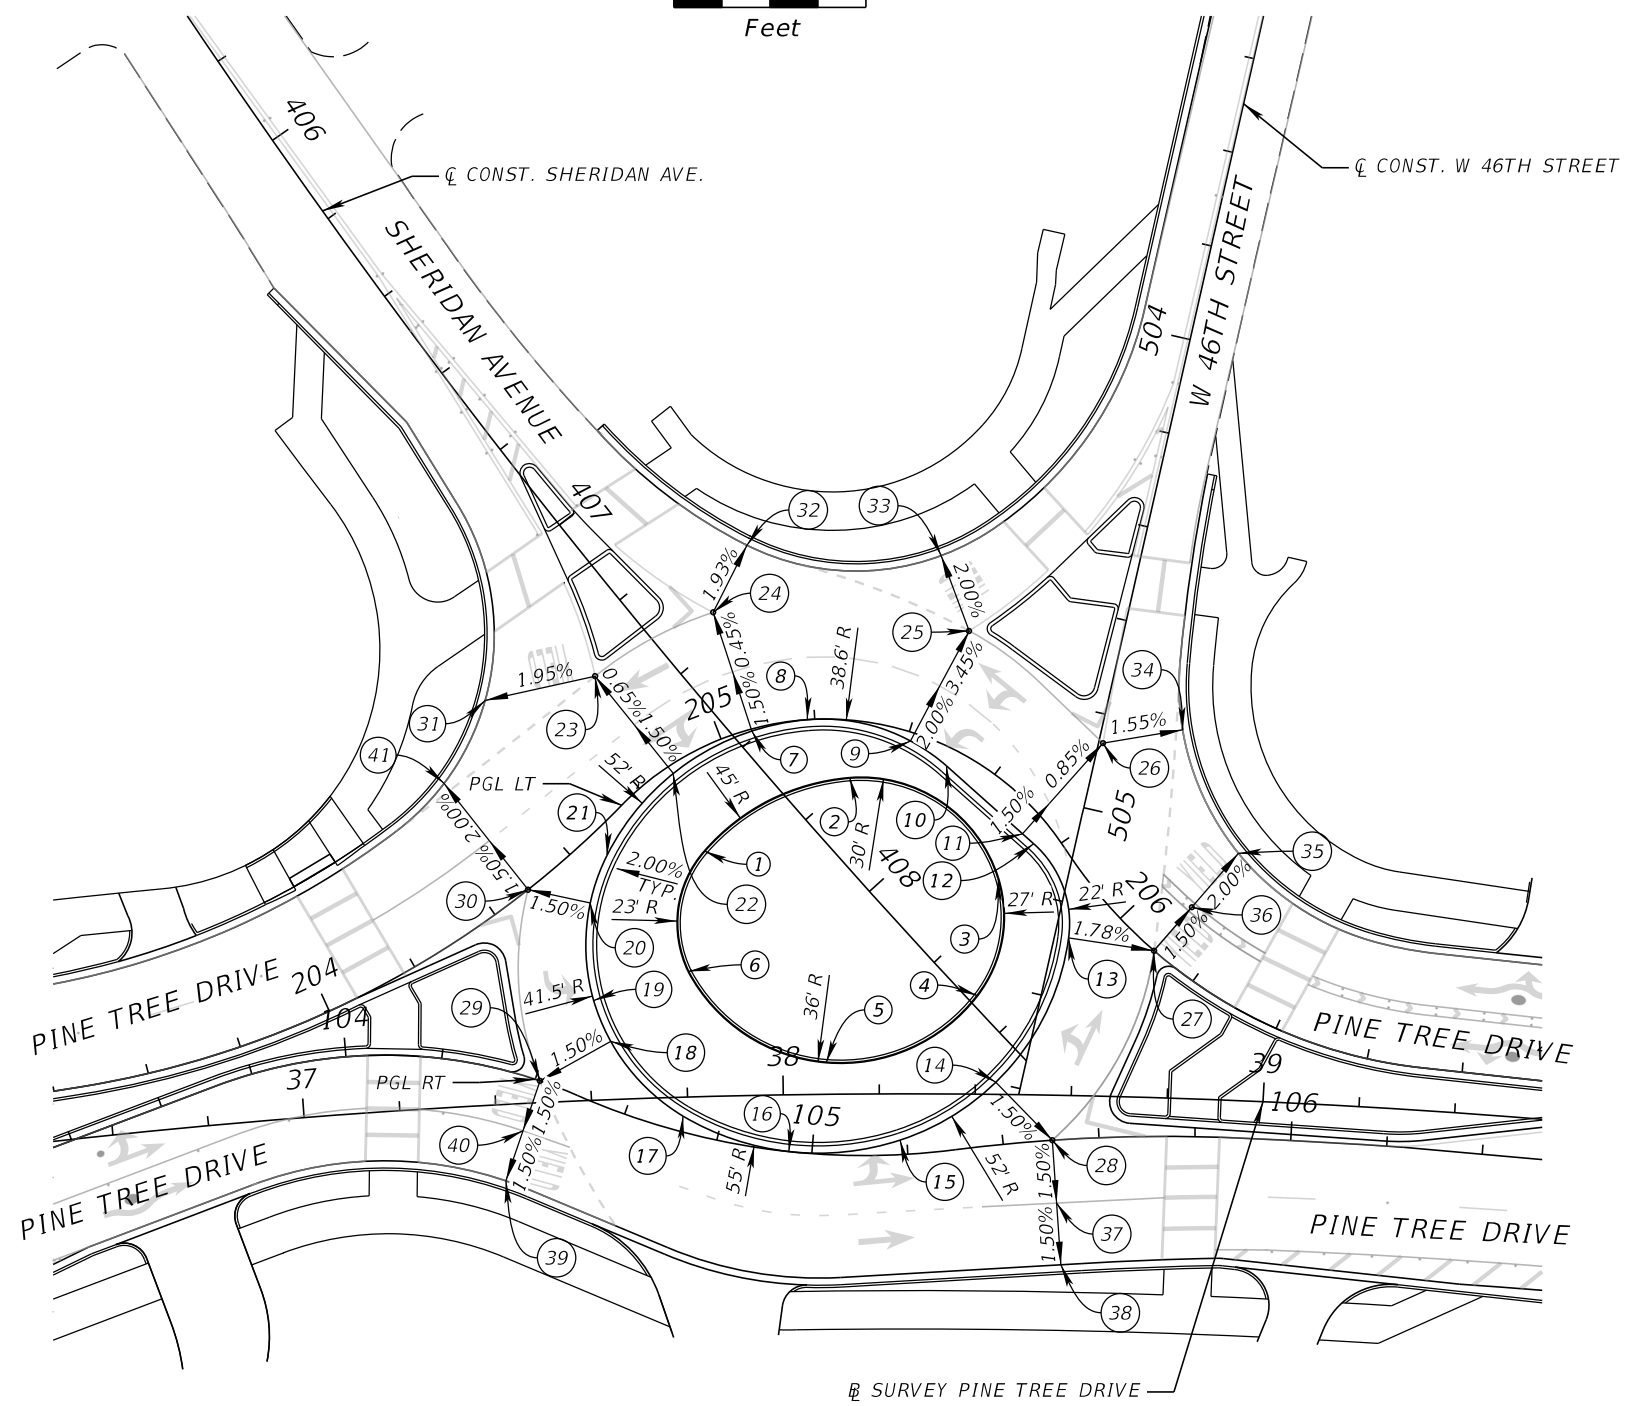 Feet
406
℄ CONST. SHERIDAN AVE.
℄ CONST. W 46TH STREET
SHERIDAN AVENUE
W 46TH STREET
504
407
32
33
1.93%
2.00%
24
25
0.45%
1.50%
38.6' R
3.45%
2.00%
34
1.95%
0.65%
1.50%
205
8
31
23
7
9
1.55%
26
0.85%
41
PGL LT
52' R
45' R
21
2
30' R
10
1.50%
11
505
2.00%
1.50%
408
12
1
35
2.00%
TYP.
22
30
1.50%
23' R
27' R
22' R
206
36
2.00%
1.50%
20
3
1.78%
6
4
13
PINE TREE DRIVE
204
104
29
41.5' R
19
36' R
5
27
PINE TREE DRIVE
1.50%
18
38
14
39
37
PGL RT
1.50%
16
105
106
1.50%
40
1.50%
17
55' R
15
52' R
1.50%
28
PINE TREE DRIVE
1.50%
37
PINE TREE DRIVE
39
38
YIELD
YIELD
YIELD
YIELD
YIELD
YIELD
B̲L SURVEY PINE TREE DRIVE